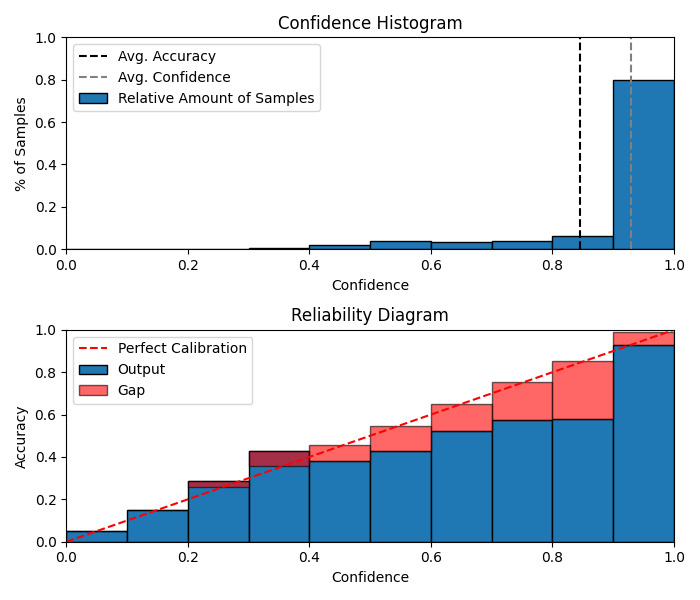 Confidence Histogram
1.0
0.8
0.6
0.4
0.2
0.0
% of Samples
Avg. Accuracy
Avg. Confidence
Relative Amount of Samples
0.0 0.2 0.4 0.6 0.8 1.0
Confidence
Reliability Diagram
1.0
0.8
0.6
0.4
0.2
0.0
Accuracy
Perfect Calibration
Output
Gap
0.0 0.2 0.4 0.6 0.8 1.0
Confidence